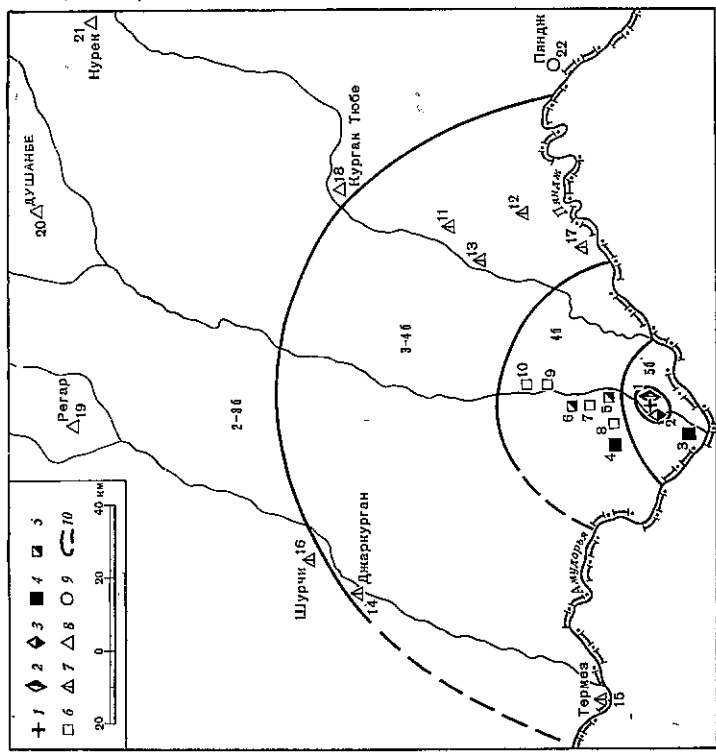 1 2 3 4 5
6 7 8 9 10
20 0 20 40 км
Регар
19
ДУШАНБЕ
20
21
Нурек
2-3б
Шурчи 16
Джаркурган
14
18
Курган Тюбе
3-4б
11
13
12
17
Пяндж
22
Пяндж
4б
10
9
6
7
5
8
4
5б
1
2
3
Амударья
Термез
15